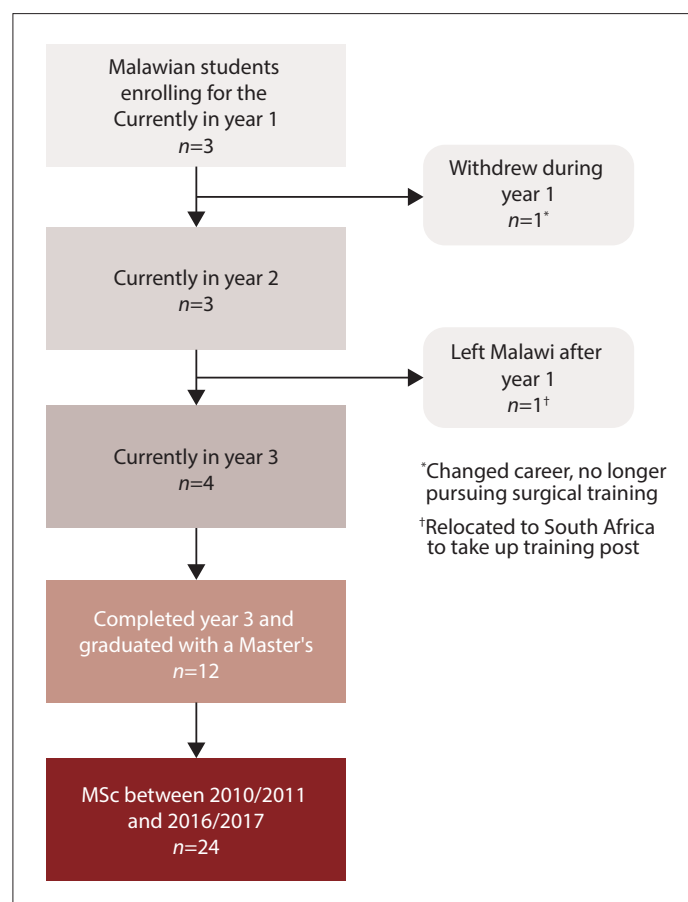 Malawian students
enrolling for the
Currently in year 1
n=3
Withdrew during
year 1
n=1*
Currently in year 2
n=3
Left Malawi after
year 1
n=1†
Currently in year 3
n=4
*Changed career, no longer
pursuing surgical training
†Relocated to South Africa
to take up training post
Completed year 3 and
graduated with a Master's
n=12
MSc between 2010/2011
and 2016/2017
n=24